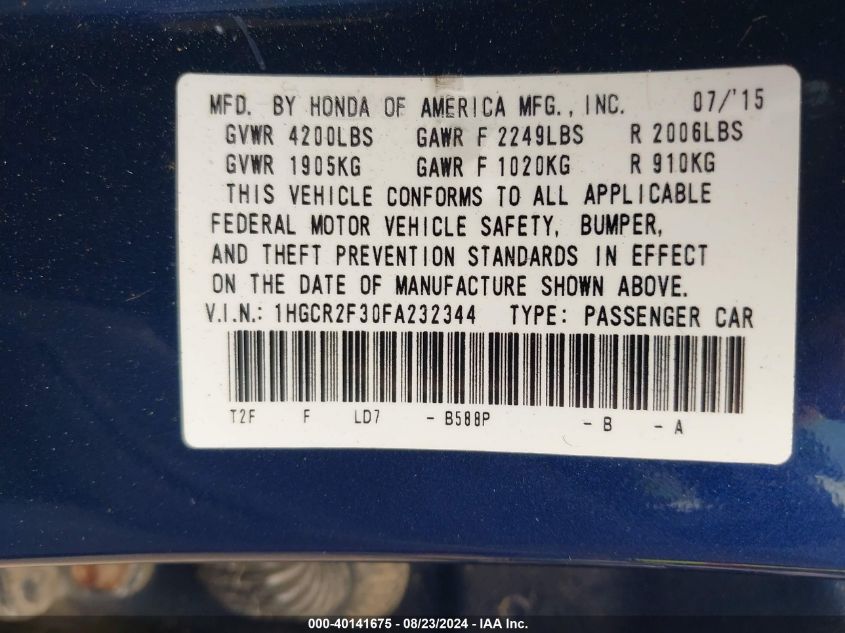 MFD. BY HONDA OF AMERICA MFG., INC. 07/'15
GVWR 4200LBS GAWR F 2249LBS R 2006LBS
GVWR 1905KG GAWR F 1020KG R 910KG
THIS VEHICLE CONFORMS TO ALL APPLICABLE
FEDERAL MOTOR VEHICLE SAFETY, BUMPER,
AND THEFT PREVENTION STANDARDS IN EFFECT
ON THE DATE OF MANUFACTURE SHOWN ABOVE.
V.I.N.: 1HGCR2F30FA232344 TYPE: PASSENGER CAR
T2F F LD7 - B588P - B - A
000-40141675 - 08/23/2024 - IAA Inc.